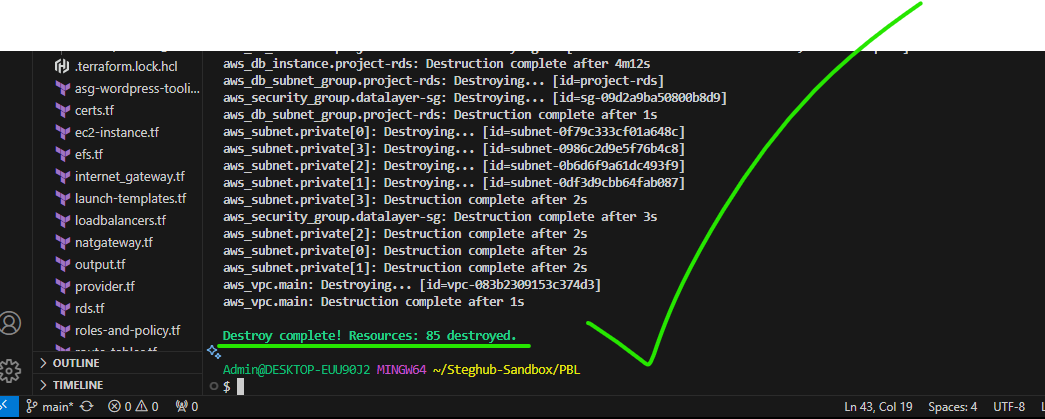 .terraform.lock.hcl
asg-wordpress-tooli...
certs.tf
ec2-instance.tf
efs.tf
internet_gateway.tf
launch-templates.tf
loadbalancers.tf
natgateway.tf
output.tf
provider.tf
rds.tf
roles-and-policy.tf
OUTLINE
TIMELINE
aws_db_instance.project-rds: Destruction complete after 4m12s
aws_db_subnet_group.project-rds: Destroying... [id=project-rds]
aws_security_group.datalayer-sg: Destroying... [id=sg-09d2a9ba50800b8d9]
aws_db_subnet_group.project-rds: Destruction complete after 1s
aws_subnet.private[0]: Destroying... [id=subnet-0f79c333cf01a648c]
aws_subnet.private[3]: Destroying... [id=subnet-0986c2d9e5f76b4c8]
aws_subnet.private[2]: Destroying... [id=subnet-0b6d6f9a61dc493f9]
aws_subnet.private[1]: Destroying... [id=subnet-0df3d9cbb64fab087]
aws_subnet.private[3]: Destruction complete after 2s
aws_security_group.datalayer-sg: Destruction complete after 3s
aws_subnet.private[2]: Destruction complete after 2s
aws_subnet.private[0]: Destruction complete after 2s
aws_subnet.private[1]: Destruction complete after 2s
aws_vpc.main: Destroying... [id=vpc-083b2309153c374d3]
aws_vpc.main: Destruction complete after 1s
Destroy complete! Resources: 85 destroyed.
Admin@DESKTOP-EUU90J2 MINGW64 ~/Steghub-Sandbox/PBL
$
main* 0 0 0 Ln 43, Col 19 Spaces: 4 UTF-8